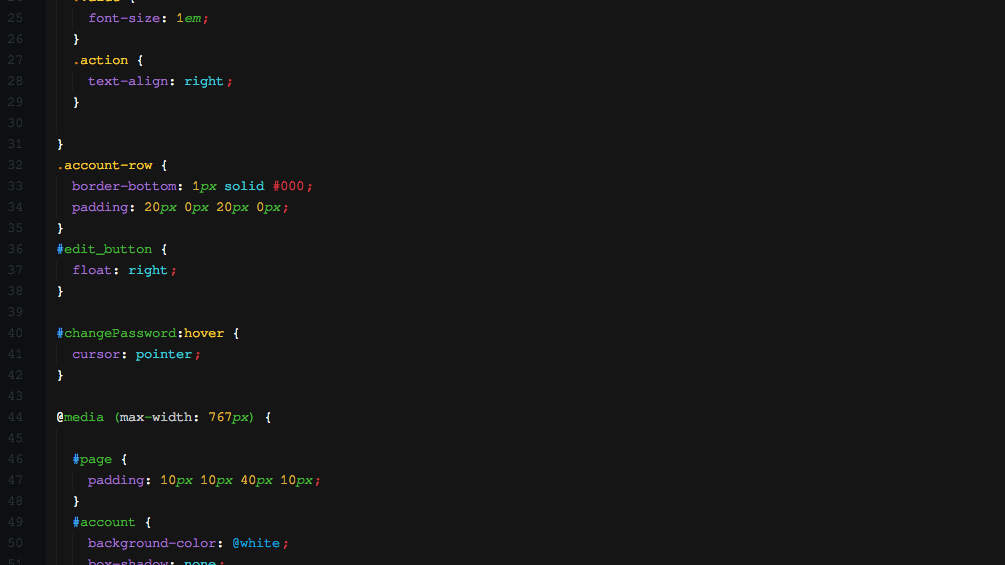 25 font-size: 1em;
26 }
27 .action {
28 text-align: right;
29 }
30
31 }
32 .account-row {
33 border-bottom: 1px solid #000;
34 padding: 20px 0px 20px 0px;
35 }
36 #edit_button {
37 float: right;
38 }
39
40 #changePassword:hover {
41 cursor: pointer;
42 }
43
44 @media (max-width: 767px) {
45
46 #page {
47 padding: 10px 10px 40px 10px;
48 }
49 #account {
50 background-color: @white;
51 box-shadow: none;